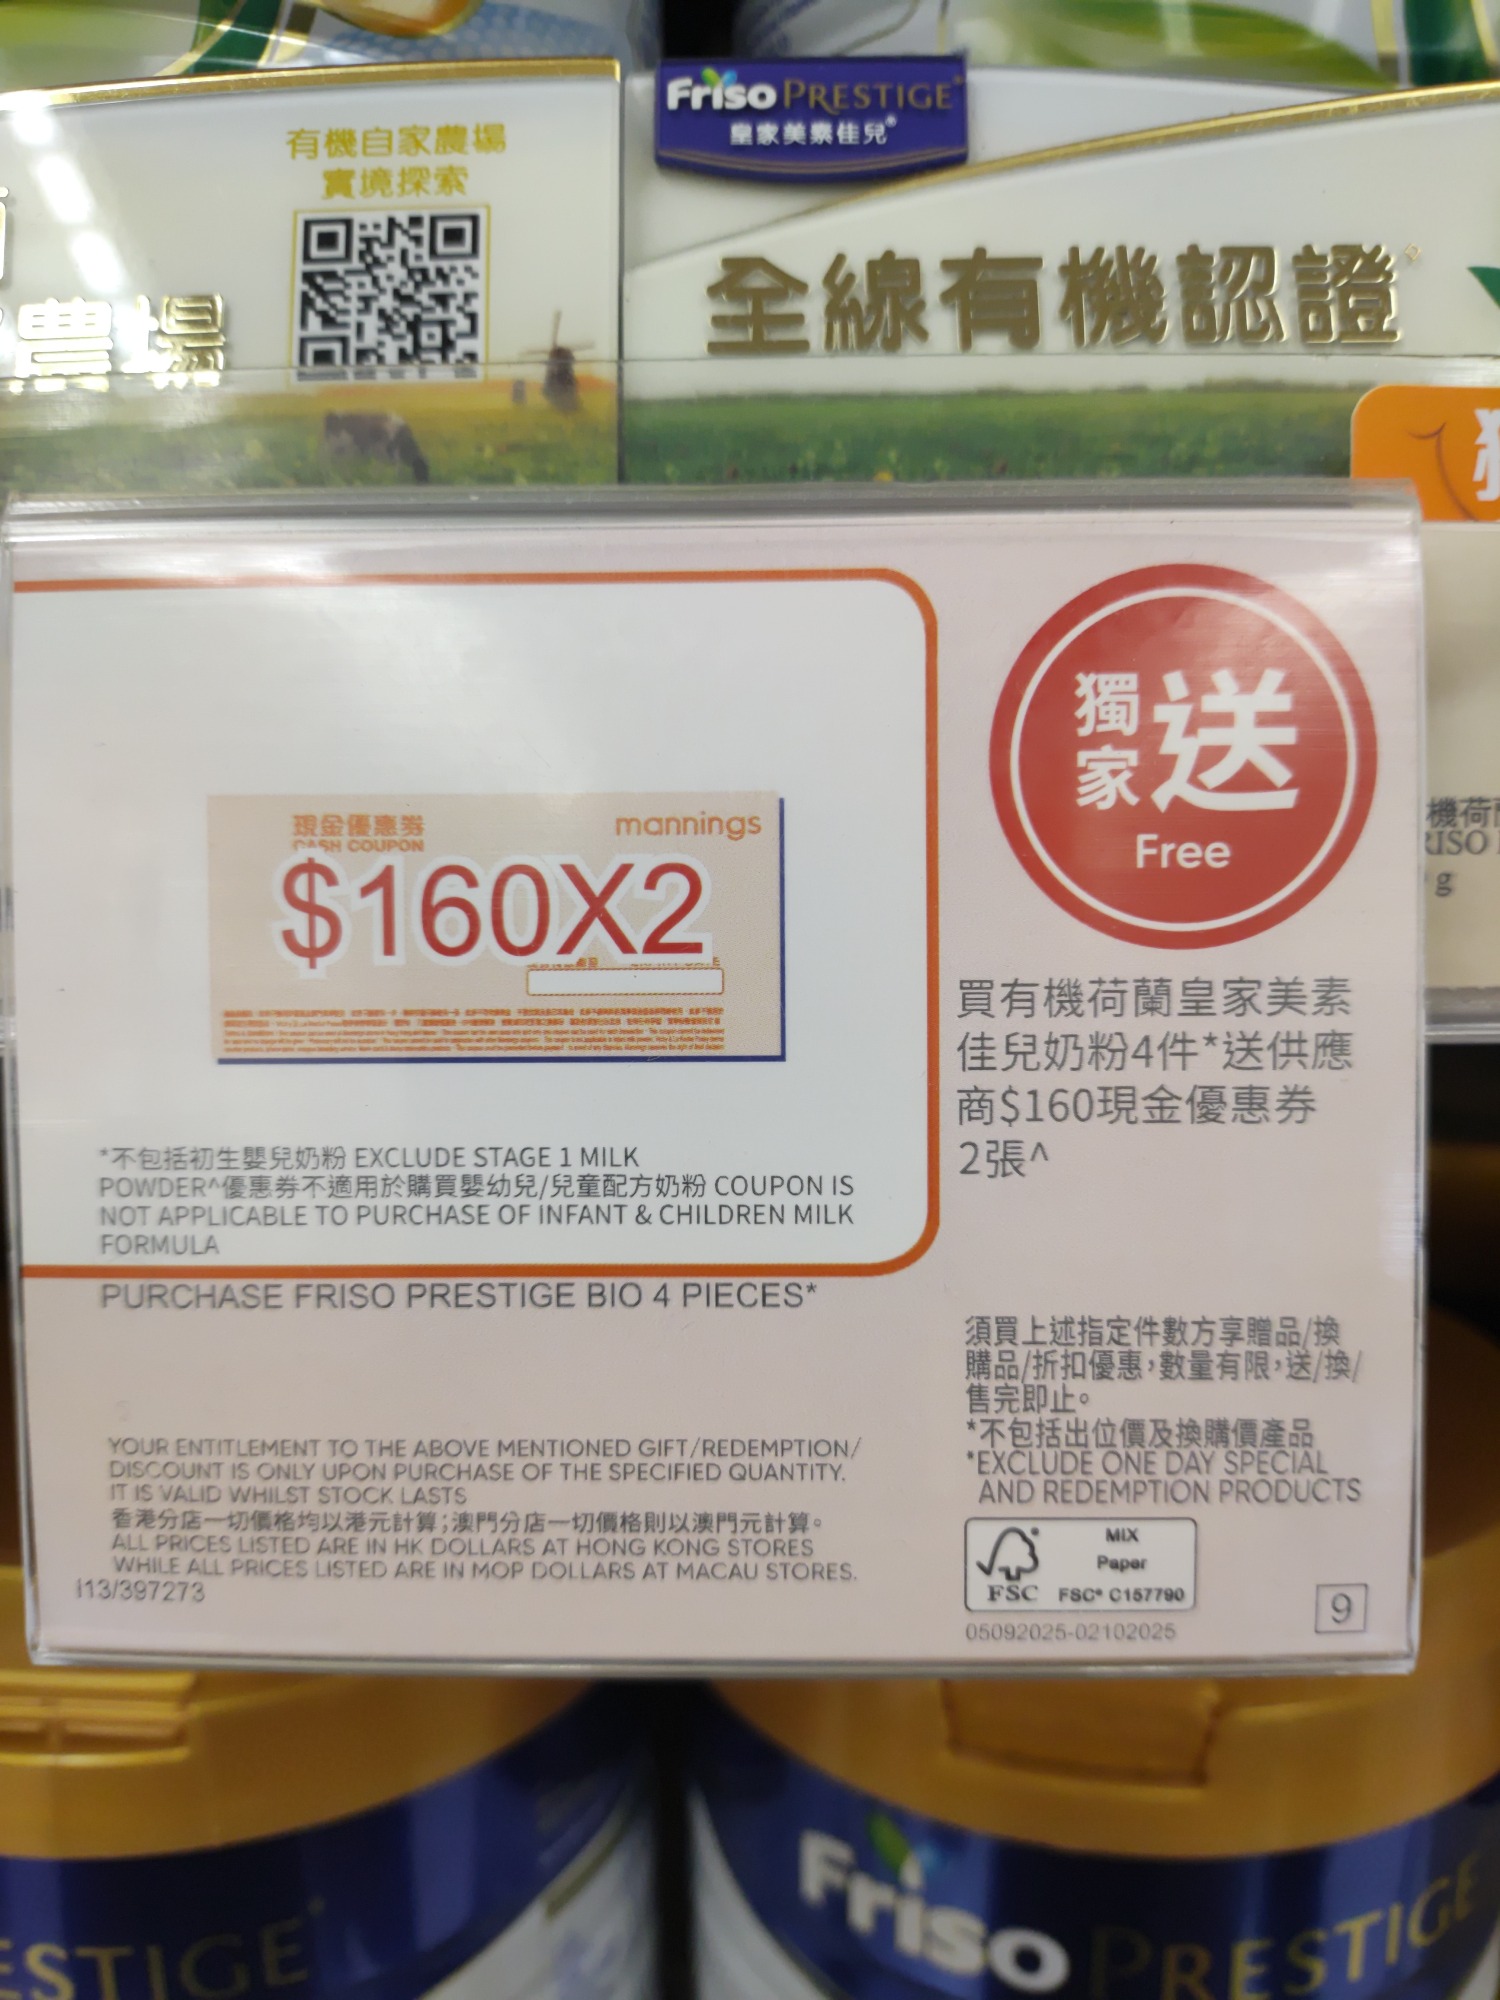 Friso PRESTIGE
皇家美素佳兒®
有機自家農場
實境探索
農場
全線有機認證
獨家送
Free
現金優惠券
CASH COUPON
mannings
$160X2
買有機荷蘭皇家美素
佳兒奶粉4件*送供應
商$160現金優惠券
2張^
*不包括初生嬰兒奶粉 EXCLUDE STAGE 1 MILK
POWDER^優惠券不適用於購買嬰幼兒/兒童配方奶粉 COUPON IS
NOT APPLICABLE TO PURCHASE OF INFANT & CHILDREN MILK
FORMULA
PURCHASE FRISO PRESTIGE BIO 4 PIECES*
須買上述指定件數方享贈品/換
購品/折扣優惠，數量有限，送/換/
售完即止。
*不包括出位價及換購價產品
*EXCLUDE ONE DAY SPECIAL
AND REDEMPTION PRODUCTS
YOUR ENTITLEMENT TO THE ABOVE MENTIONED GIFT/REDEMPTION/
DISCOUNT IS ONLY UPON PURCHASE OF THE SPECIFIED QUANTITY.
IT IS VALID WHILST STOCK LASTS
香港分店一切價格均以港元計算；澳門分店一切價格則以澳門元計算。
ALL PRICES LISTED ARE IN HK DOLLARS AT HONG KONG STORES
WHILE ALL PRICES LISTED ARE IN MOP DOLLARS AT MACAU STORES.
I13/397273
MIX
Paper
FSC
FSC® C157790
05092025-02102025
9
機荷
RISO
g
ESTIGE
Friso PRESTIGE